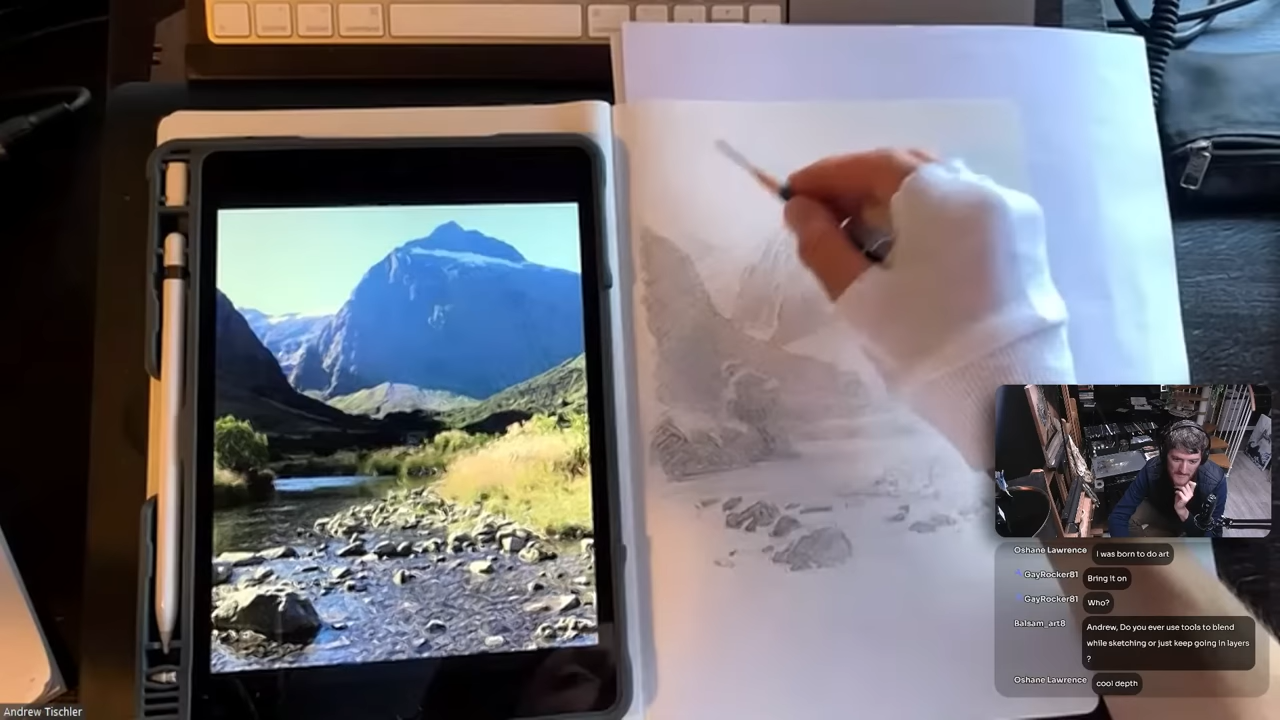 Oshane Lawrence I was born to do art
GayRocker81 Bring it on
GayRocker81 Who?
Balsam_art8 Andrew, Do you ever use tools to blend
while sketching or just keep going in layers
?
Oshane Lawrence cool depth
Andrew Tischler